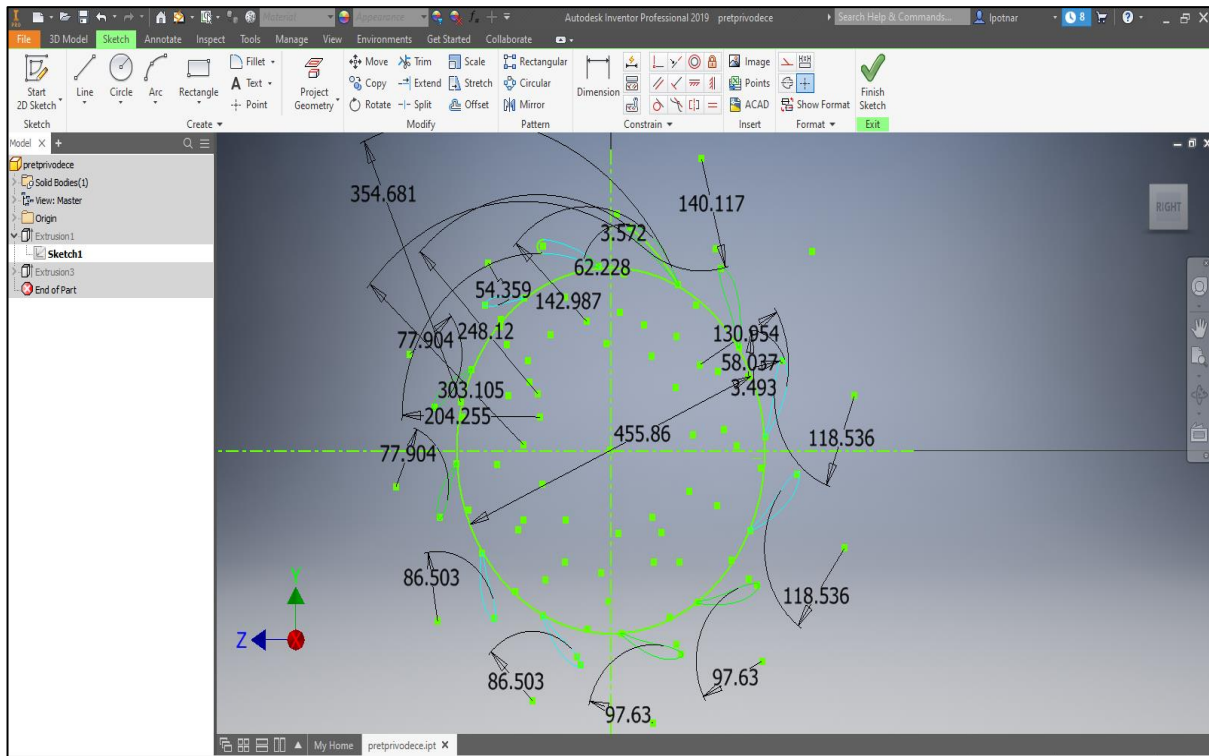 PRO
Material
Appearance
Autodesk Inventor Professional 2019 pretprivodece
Search Help & Commands...
lpotnar
8
File 3D Model Sketch Annotate Inspect Tools Manage View Environments Get Started Collaborate
Start
2D Sketch
Line
Circle
Arc
Rectangle
Fillet
Text
Point
Project
Geometry
Move Trim Scale
Copy Extend Stretch
Rotate Split Offset
Rectangular
Circular
Mirror
Dimension
Image
Points
ACAD
Show Format
Finish
Sketch
Sketch Create Modify Pattern Constrain Insert Format Exit
Model
pretprivodece
Solid Bodies(1)
View: Master
Origin
Extrusion1
Sketch1
Extrusion3
End of Part
RIGHT
354.681
140.117
3.572
62.228
54.359
142.987
77.904
248.12
130.954
58.037
3.493
303.105
204.255
455.86
118.536
77.904
86.503
118.536
86.503
97.63
97.63
Y
Z
My Home pretprivodece.ipt